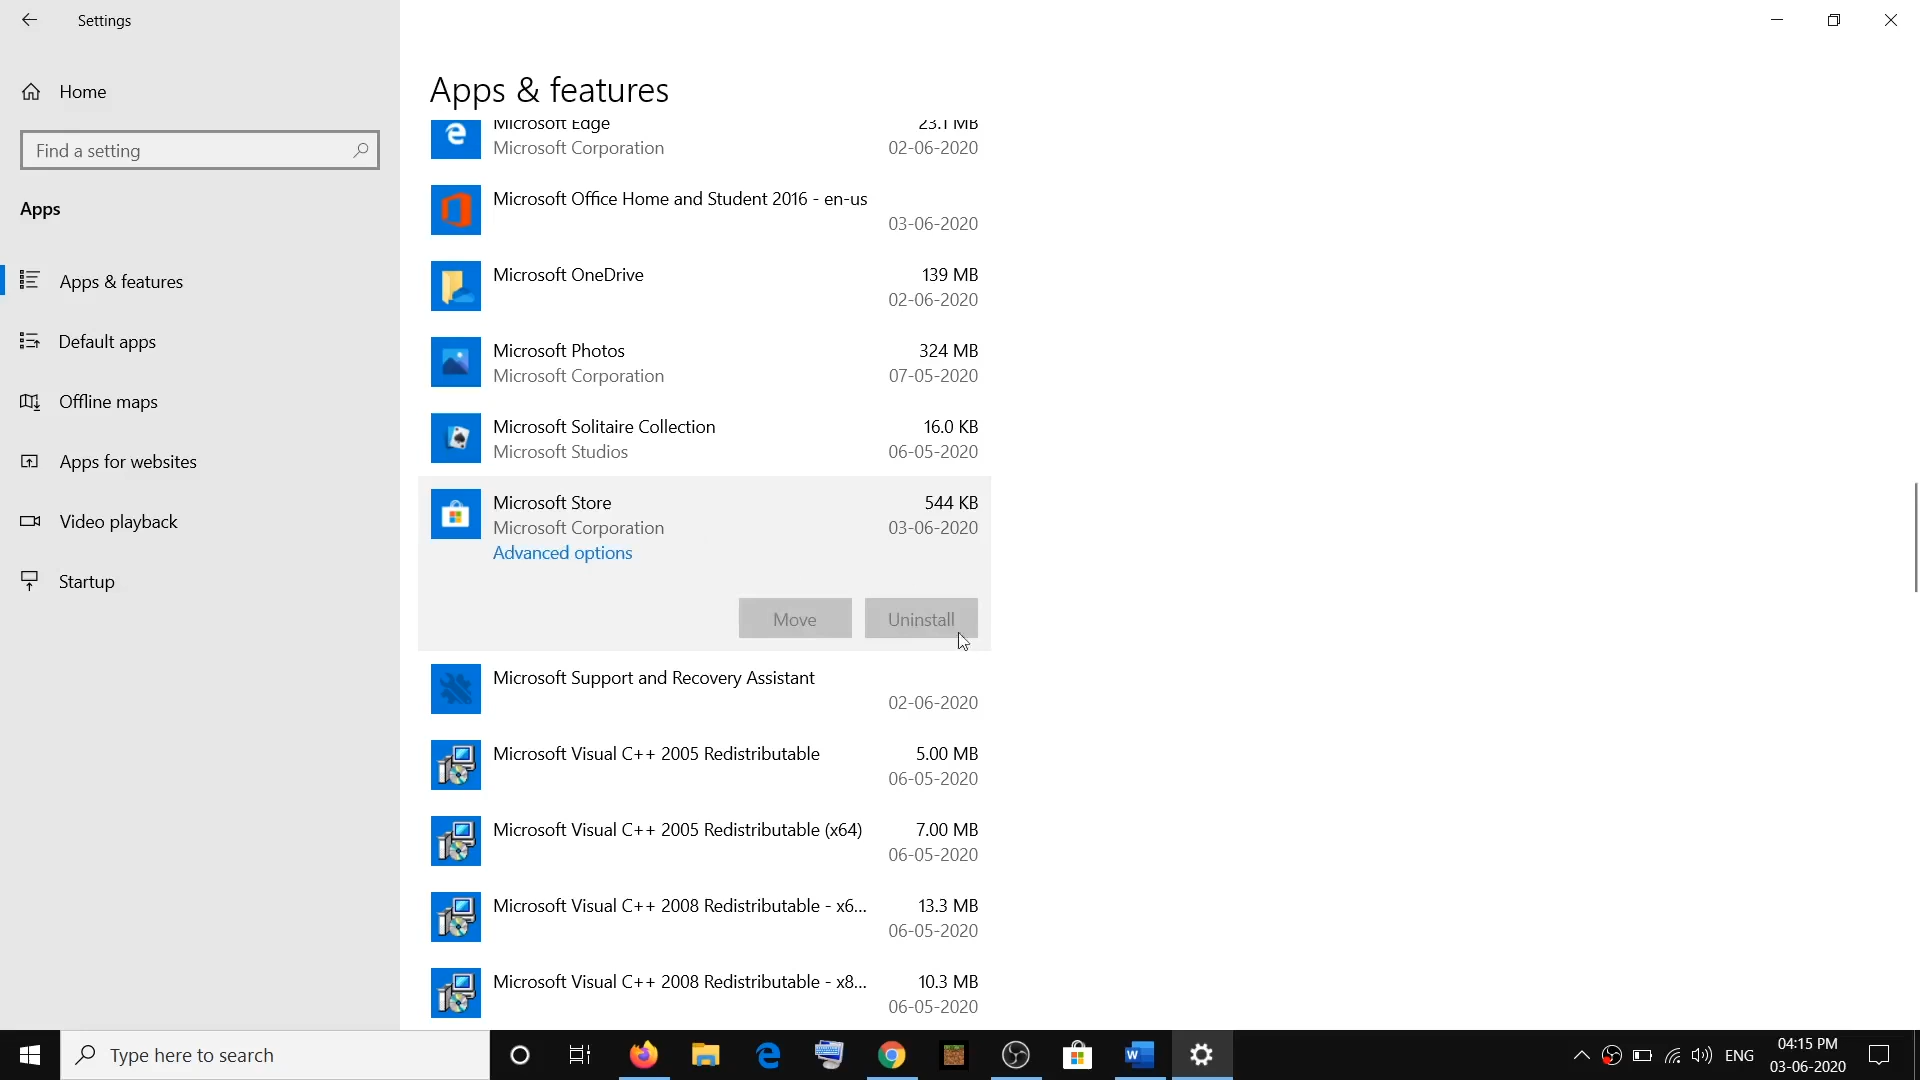 Settings
Home
Find a setting
Apps
Apps & features
Default apps
Offline maps
Apps for websites
Video playback
Startup
Apps & features
Microsoft Edge 23.1 MB
Microsoft Corporation 02-06-2020
Microsoft Office Home and Student 2016 - en-us
03-06-2020
Microsoft OneDrive 139 MB
02-06-2020
Microsoft Photos 324 MB
Microsoft Corporation 07-05-2020
Microsoft Solitaire Collection 16.0 KB
Microsoft Studios 06-05-2020
Microsoft Store 544 KB
Microsoft Corporation 03-06-2020
Advanced options
Move Uninstall
Microsoft Support and Recovery Assistant
02-06-2020
Microsoft Visual C++ 2005 Redistributable 5.00 MB
06-05-2020
Microsoft Visual C++ 2005 Redistributable (x64) 7.00 MB
06-05-2020
Microsoft Visual C++ 2008 Redistributable - x6... 13.3 MB
06-05-2020
Microsoft Visual C++ 2008 Redistributable - x8... 10.3 MB
06-05-2020
Type here to search
ENG
04:15 PM
03-06-2020